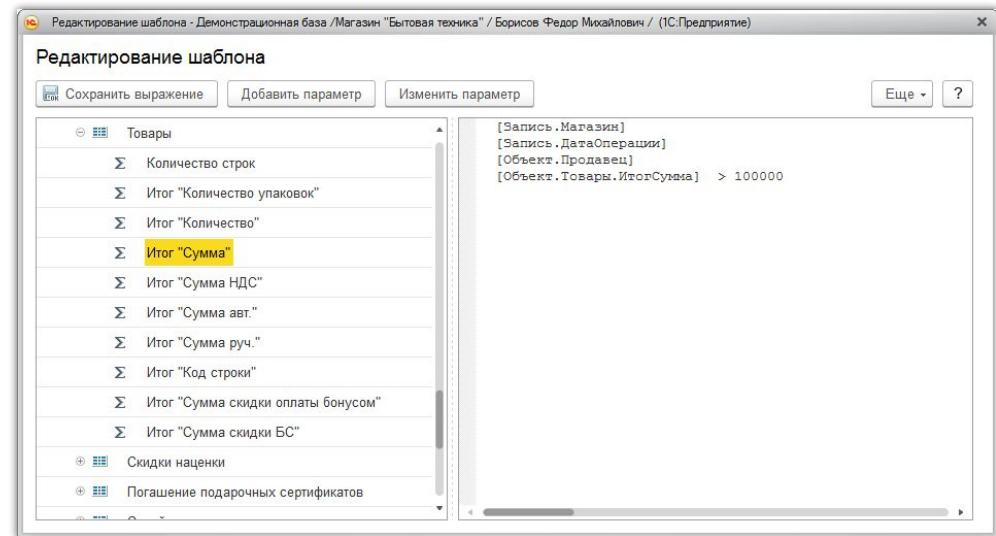 Редактирование шаблона - Демонстрационная база /Магазин "Бытовая техника" / Борисов Федор Михайлович / (1С:Предприятие)
Редактирование шаблона
Сохранить выражение
Добавить параметр
Изменить параметр
Еще
?
Товары
Количество строк
Итог "Количество упаковок"
Итог "Количество"
Итог "Сумма"
Итог "Сумма НДС"
Итог "Сумма авт."
Итог "Сумма руч."
Итог "Код строки"
Итог "Сумма скидки оплаты бонусом"
Итог "Сумма скидки БС"
Скидки наценки
Погашение подарочных сертификатов
[Запись.Магазин]
[Запись.ДатаОперации]
[Объект.Продавец]
[Объект.Товары.ИтогСумма] > 100000